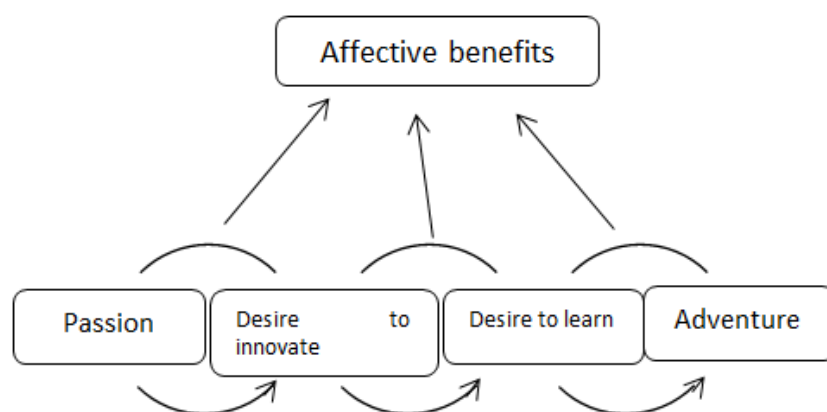 Affective benefits
Passion
Desire to
innovate
Desire to learn
Adventure